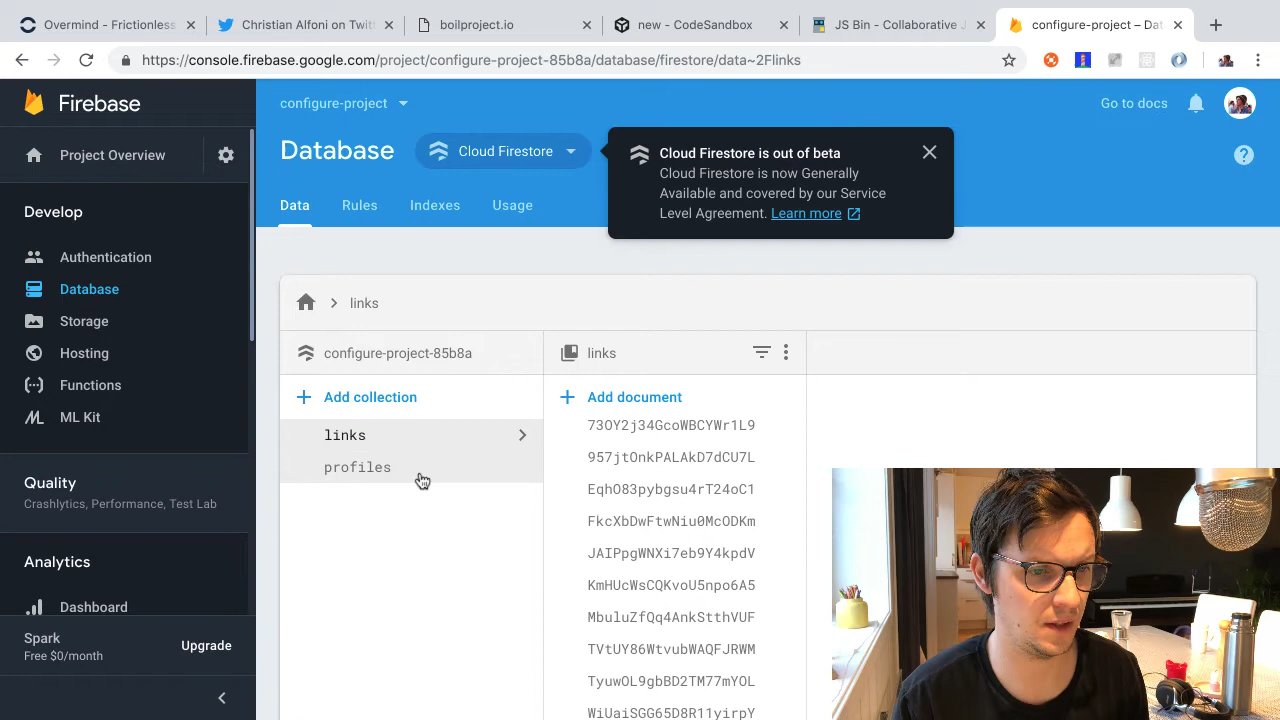 Overmind - Frictionless
Christian Alfoni on Twit
boilproject.io
new - CodeSandbox
JS Bin - Collaborative J
configure-project – Dat
https://console.firebase.google.com/project/configure-project-85b8a/database/firestore/data~2Flinks
Firebase
configure-project
Go to docs
Project Overview
Database
Cloud Firestore
Cloud Firestore is out of beta
Cloud Firestore is now Generally
Available and covered by our Service
Level Agreement. Learn more
Data
Rules
Indexes
Usage
Develop
Authentication
Database
Storage
Hosting
Functions
ML Kit
Quality
Crashlytics, Performance, Test Lab
Analytics
Dashboard
Spark
Free $0/month
Upgrade
links
configure-project-85b8a
links
Add collection
Add document
links
profiles
73OY2j34GcoWBCYWr1L9
957jtOnkPALAkD7dCU7L
EqhO83pybgsu4rT24oC1
FkcXbDwFtwNiu0McODKm
JAIPpgWNXi7eb9Y4kpdV
KmHUcWsCQKvoU5npo6A5
MbuluZfQq4AnkStthVUF
TVtUY86WtvubWAQFJRWM
TyuwOL9gbBD2TM77mYOL
WiUaiSGG65D8R11yirpY